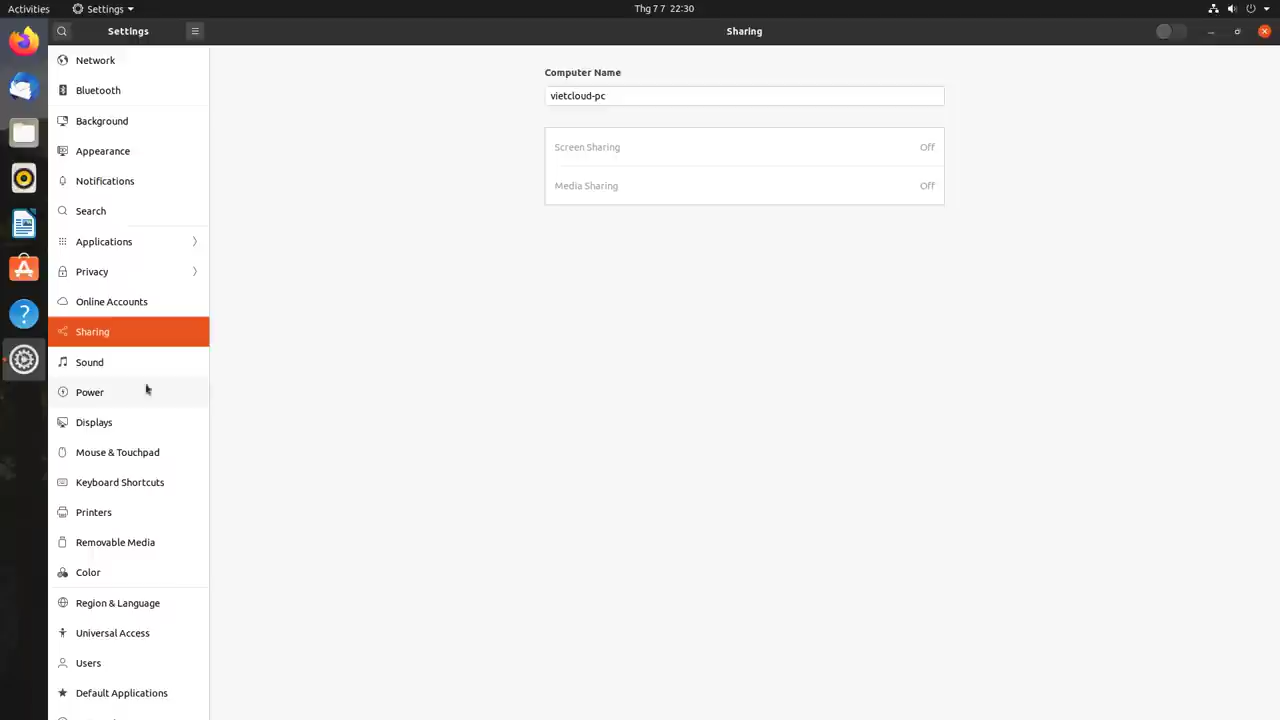 Activities
Settings
Thg 7 7 22:30
Settings
Sharing
Network
Bluetooth
Background
Appearance
Notifications
Search
Applications
Privacy
Online Accounts
Sharing
Sound
Power
Displays
Mouse & Touchpad
Keyboard Shortcuts
Printers
Removable Media
Color
Region & Language
Universal Access
Users
Default Applications
Computer Name
vietcloud-pc
Screen Sharing Off
Media Sharing Off